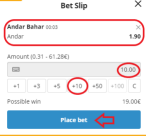 Bet Slip
Andar Bahar 00:03
Andar 1.90
Amount (0.31 - 61.28€)
10.00
+1 +3 +5 +10 +50 +100 C
Possible win 19.00€
Place bet